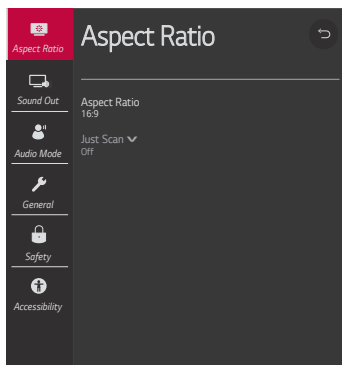 Aspect Ratio
Aspect Ratio
Sound Out
Audio Mode
General
Safety
Accessibility
Aspect Ratio
16:9
Just Scan
Off